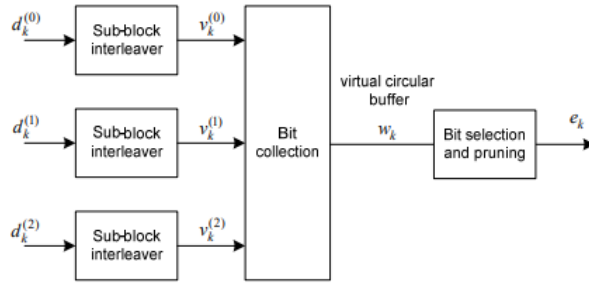 d_k^{(0)}
Sub-block
interleaver
v_k^{(0)}
d_k^{(1)}
Sub-block
interleaver
v_k^{(1)}
d_k^{(2)}
Sub-block
interleaver
v_k^{(2)}
Bit
collection
virtual circular
buffer
w_k
Bit selection
and pruning
e_k